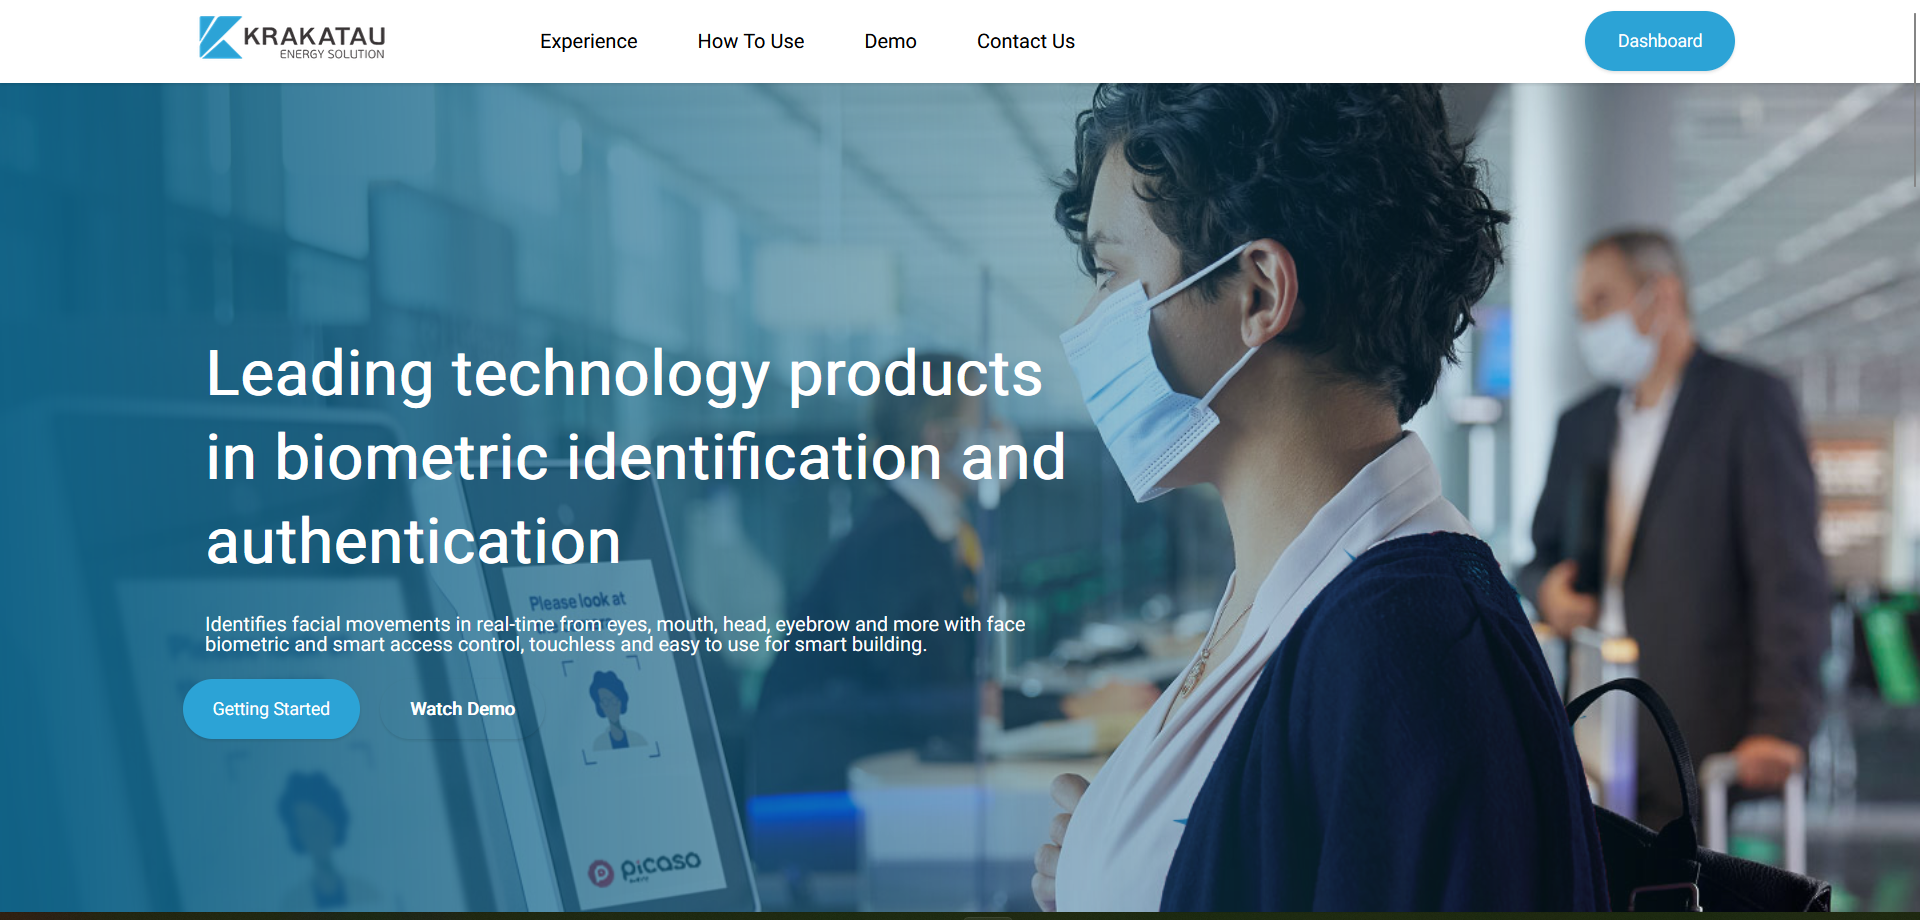 KRAKATAU
ENERGY SOLUTION
Experience
How To Use
Demo
Contact Us
Dashboard
Leading technology products
in biometric identification and
authentication
Please look at
Identifies facial movements in real-time from eyes, mouth, head, eyebrow and more with face
biometric and smart access control, touchless and easy to use for smart building.
Getting Started
Watch Demo
picaso